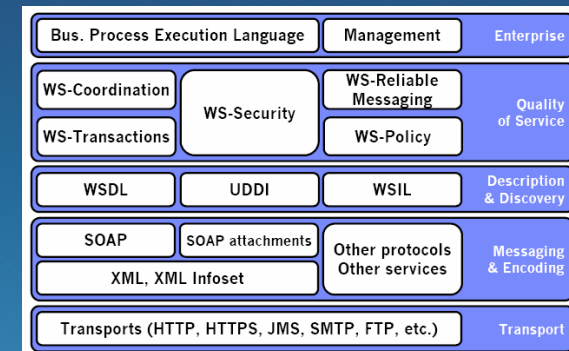 Bus. Process Execution Language
Management
Enterprise
WS-Coordination
WS-Transactions
WS-Security
WS-Reliable
Messaging
WS-Policy
Quality
of Service
WSDL
UDDI
WSIL
Description
& Discovery
SOAP
SOAP attachments
XML, XML Infoset
Other protocols
Other services
Messaging
& Encoding
Transports (HTTP, HTTPS, JMS, SMTP, FTP, etc.)
Transport